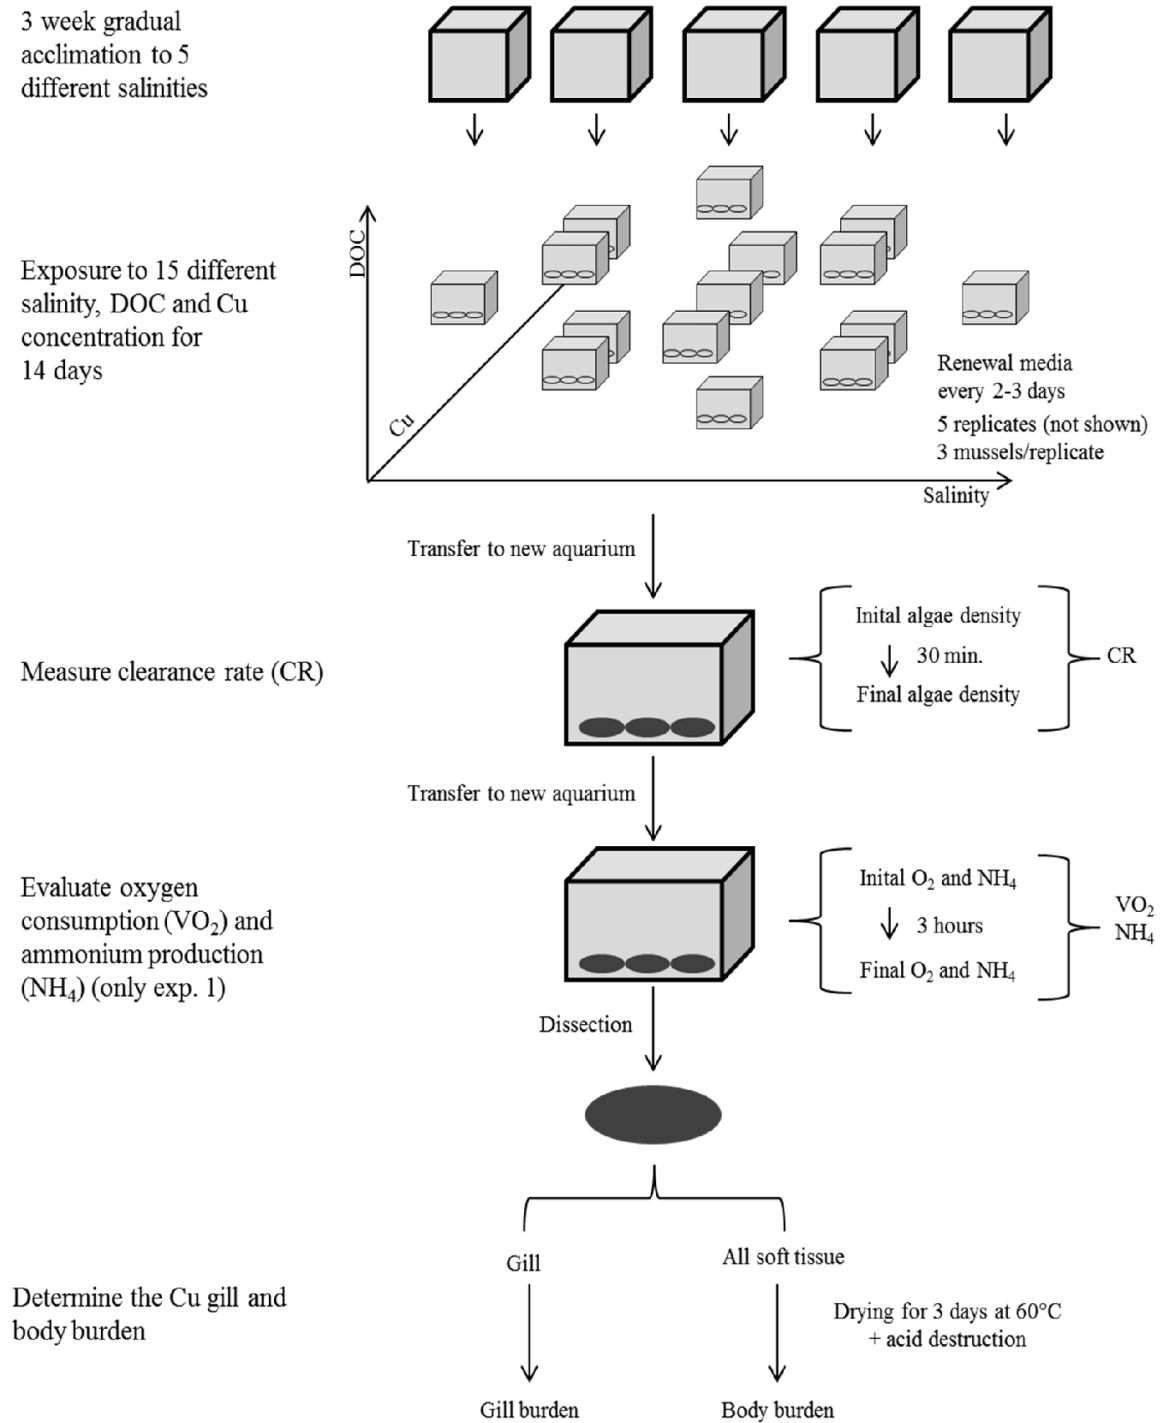 3 week gradual
acclimation to 5
different salinities
DOC
Exposure to 15 different
salinity, DOC and Cu
concentration for
14 days
Cu
Renewal media
every 2-3 days
5 replicates (not shown)
3 mussels/replicate
Salinity
Transfer to new aquarium
Measure clearance rate (CR)
Inital algae density
30 min.
Final algae density
CR
Transfer to new aquarium
Evaluate oxygen
consumption (VO₂) and
ammonium production
(NH₄) (only exp. 1)
Inital O₂ and NH₄
3 hours
Final O₂ and NH₄
VO₂
NH₄
Dissection
Gill
All soft tissue
Determine the Cu gill and
body burden
Drying for 3 days at 60°C
+ acid destruction
Gill burden
Body burden